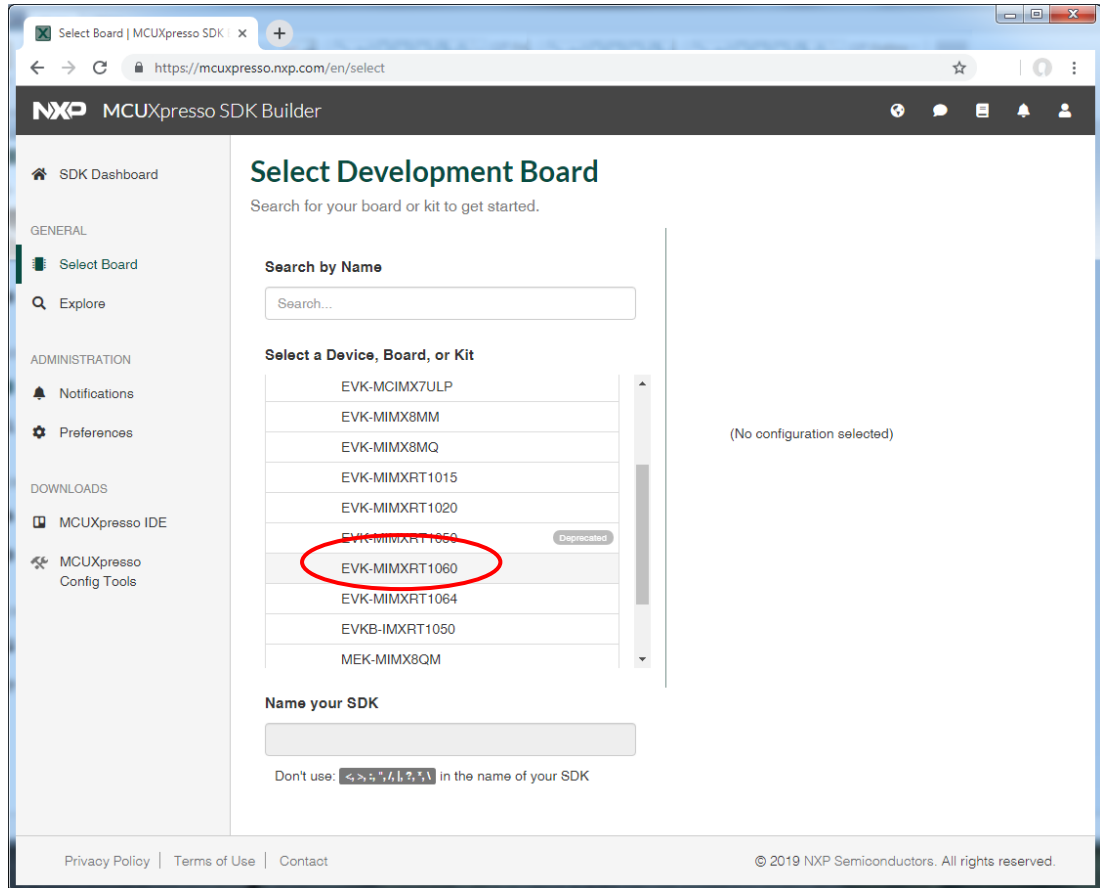 Select Board | MCUXpresso SDK
https://mcuxpresso.nxp.com/en/select
NXP MCUXpresso SDK Builder
SDK Dashboard
GENERAL
Select Board
Explore
ADMINISTRATION
Notifications
Preferences
DOWNLOADS
MCUXpresso IDE
MCUXpresso
Config Tools
Select Development Board
Search for your board or kit to get started.
Search by Name
Search...
Select a Device, Board, or Kit
EVK-MCIMX7ULP
EVK-MIMX8MM
EVK-MIMX8MQ
EVK-MIMXRT1015
EVK-MIMXRT1020
EVK-MIMXRT1050 Deprecated
EVK-MIMXRT1060
EVK-MIMXRT1064
EVKB-IMXRT1050
MEK-MIMX8QM
(No configuration selected)
Name your SDK
Don't use: <,>,:,",/,|,?,*,\ in the name of your SDK
Privacy Policy | Terms of Use | Contact
© 2019 NXP Semiconductors. All rights reserved.